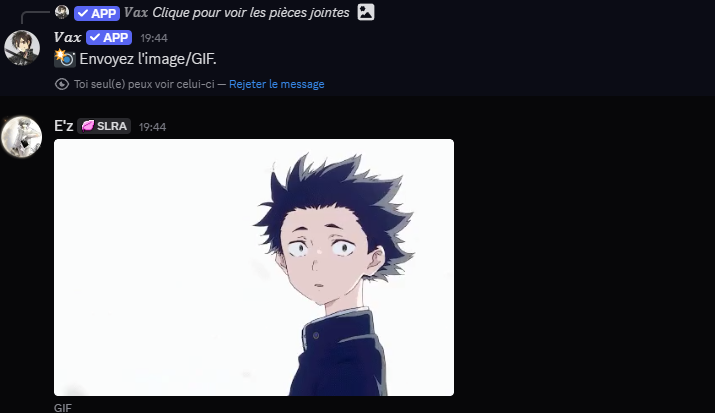 APP Vax Clique pour voir les pièces jointes
Vax APP 19:44
Envoyez l'image/GIF.
Toi seul(e) peux voir celui-ci — Rejeter le message
E'z SLRA 19:44
GIF